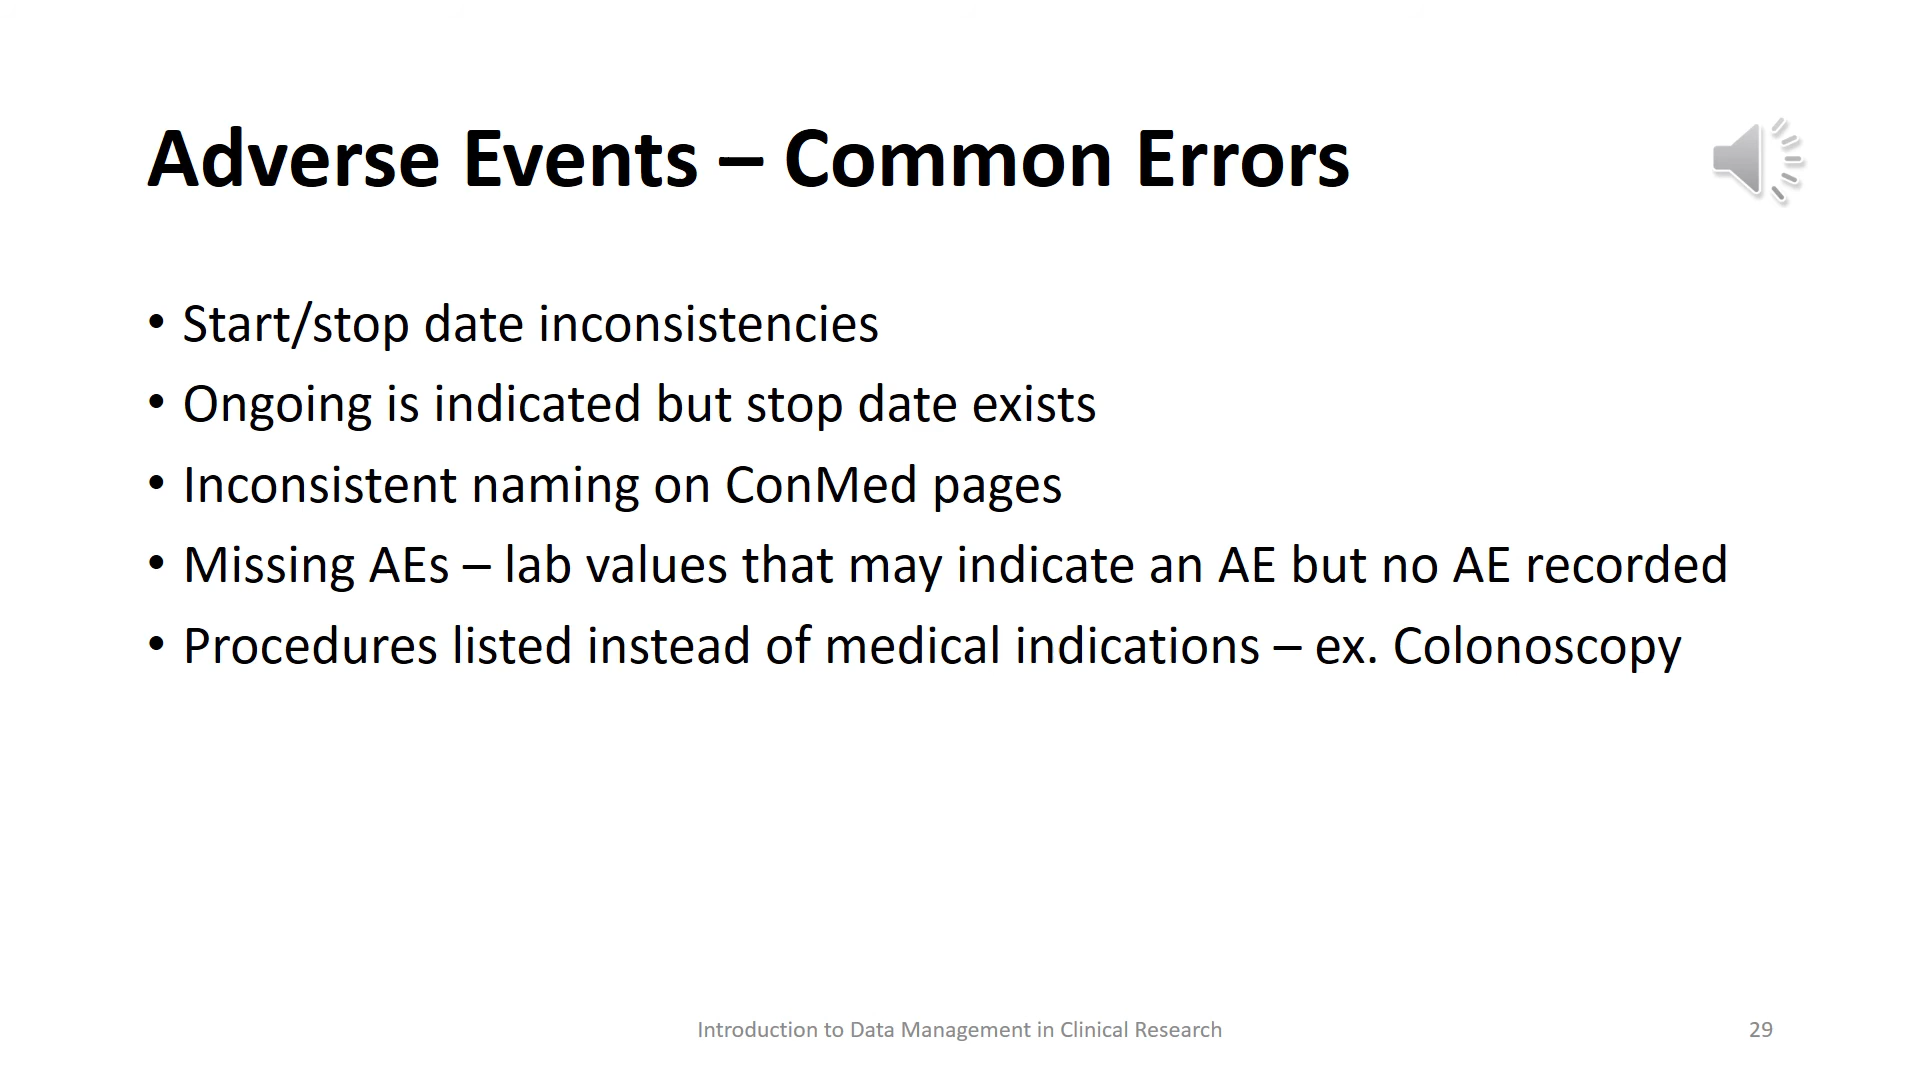 Adverse Events – Common Errors
• Start/stop date inconsistencies
• Ongoing is indicated but stop date exists
• Inconsistent naming on ConMed pages
• Missing AEs – lab values that may indicate an AE but no AE recorded
• Procedures listed instead of medical indications – ex. Colonoscopy
Introduction to Data Management in Clinical Research
29